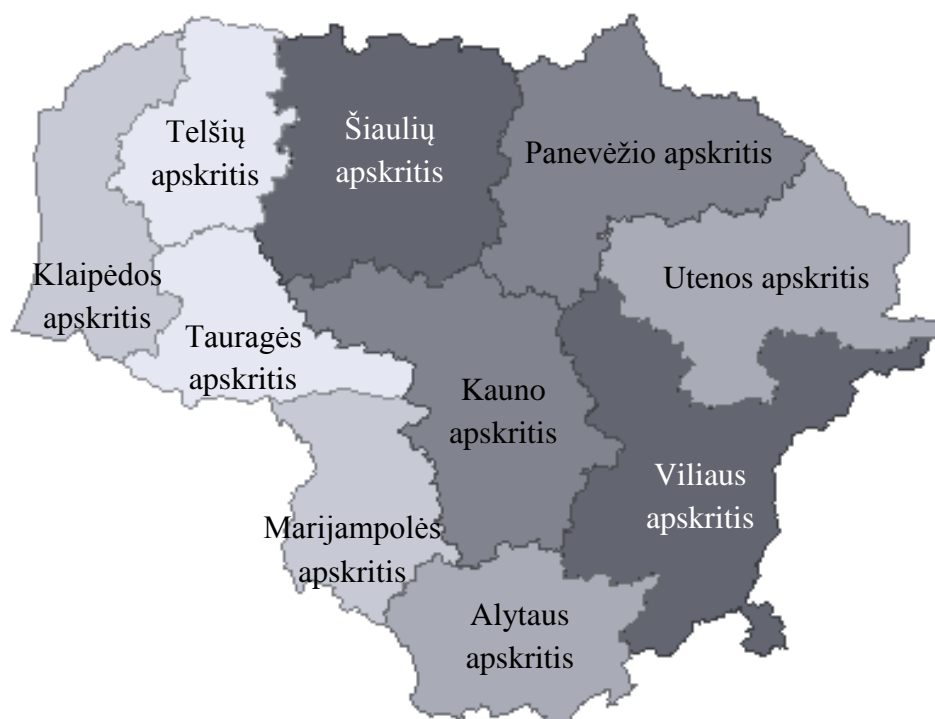 Telšių
apskritis
Šiaulių
apskritis
Panevėžio apskritis
Klaipėdos
apskritis
Utenos apskritis
Tauragės
apskritis
Kauno
apskritis
Viliaus
apskritis
Marijampolės
apskritis
Alytaus
apskritis